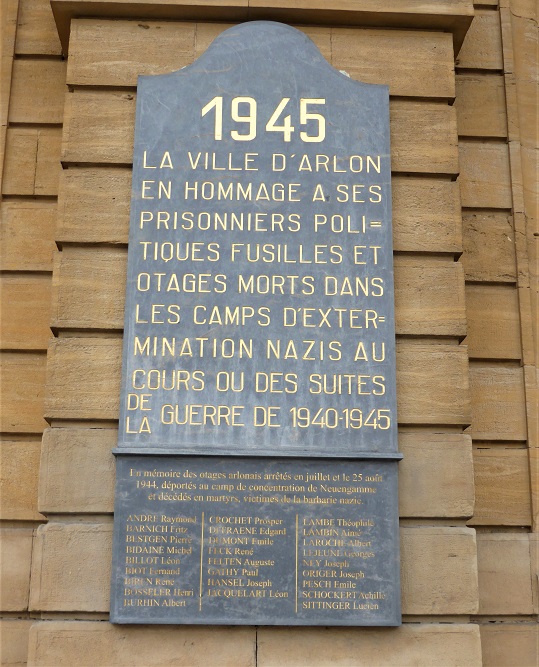 1945
LA VILLE D'ARLON
EN HOMMAGE A SES
PRISONNIERS POLI=
TIQUES FUSILLES ET
OTAGES MORTS DANS
LES CAMPS D'EXTER=
MINATION NAZIS AU
COURS OU DES SUITES
DE LA GUERRE DE 1940-1945
En mémoire des otages arlonais arrêtés en juillet et le 25 août
1944, déportés au camp de concentration de Neuengamme
et décédés en martyrs, victimes de la barbarie nazie.
ANDRE Raymond
BARNICH Fritz
BESTGEN Pierre
BIDAINE Michel
BILLOT Léon
BIOT Fernand
BIREN René
BOSSELER Henri
BURHIN Albert
CROCHET Prosper
DEFRAENE Edgard
DUMONT Emile
FECK René
FELTEN Auguste
GATHY Paul
HANSEL Joseph
JACQUELART Léon
LAMBÉ Théophile
LAMBIN Aimé
LAROCHE Albert
LEJEUNE Georges
NEY Joseph
ORIGER Joseph
PESCH Emile
SCHOCKERT Achille
SITTINGER Lucien